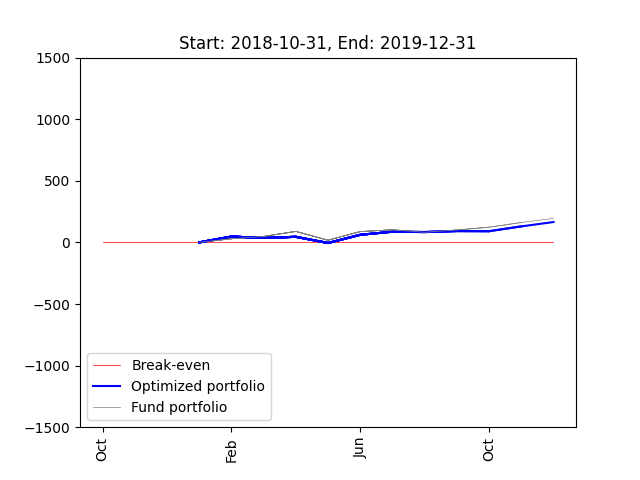 Start: 2018-10-31, End: 2019-12-31
1500
1000
500
0
−500
−1000
−1500
Break-even
Optimized portfolio
Fund portfolio
Oct
Feb
Jun
Oct